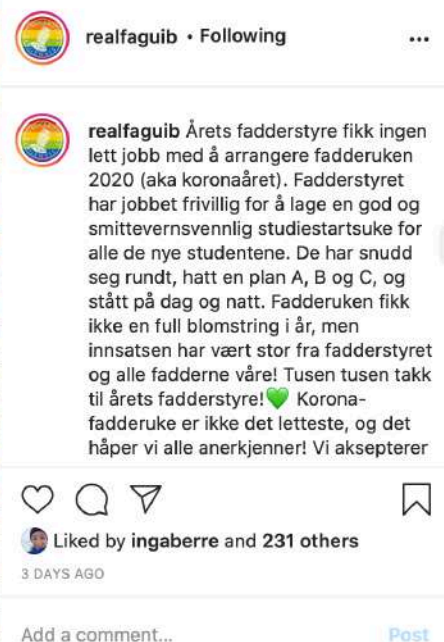 realfaguib • Following
...
realfaguib Årets fadderstyre fikk ingen
lett jobb med å arrangere fadderuken
2020 (aka koronaåret). Fadderstyret
har jobbet frivillig for å lage en god og
smittevernsvennlig studiestartsuke for
alle de nye studentene. De har snudd
seg rundt, hatt en plan A, B og C, og
stått på dag og natt. Fadderuken fikk
ikke en full blomstring i år, men
innsatsen har vært stor fra fadderstyret
og alle fadderne våre! Tusen tusen takk
til årets fadderstyre!💚 Korona-
fadderuke er ikke det letteste, og det
håper vi alle anerkjenner! Vi aksepterer
Liked by ingaberre and 231 others
3 DAYS AGO
Add a comment...
Post